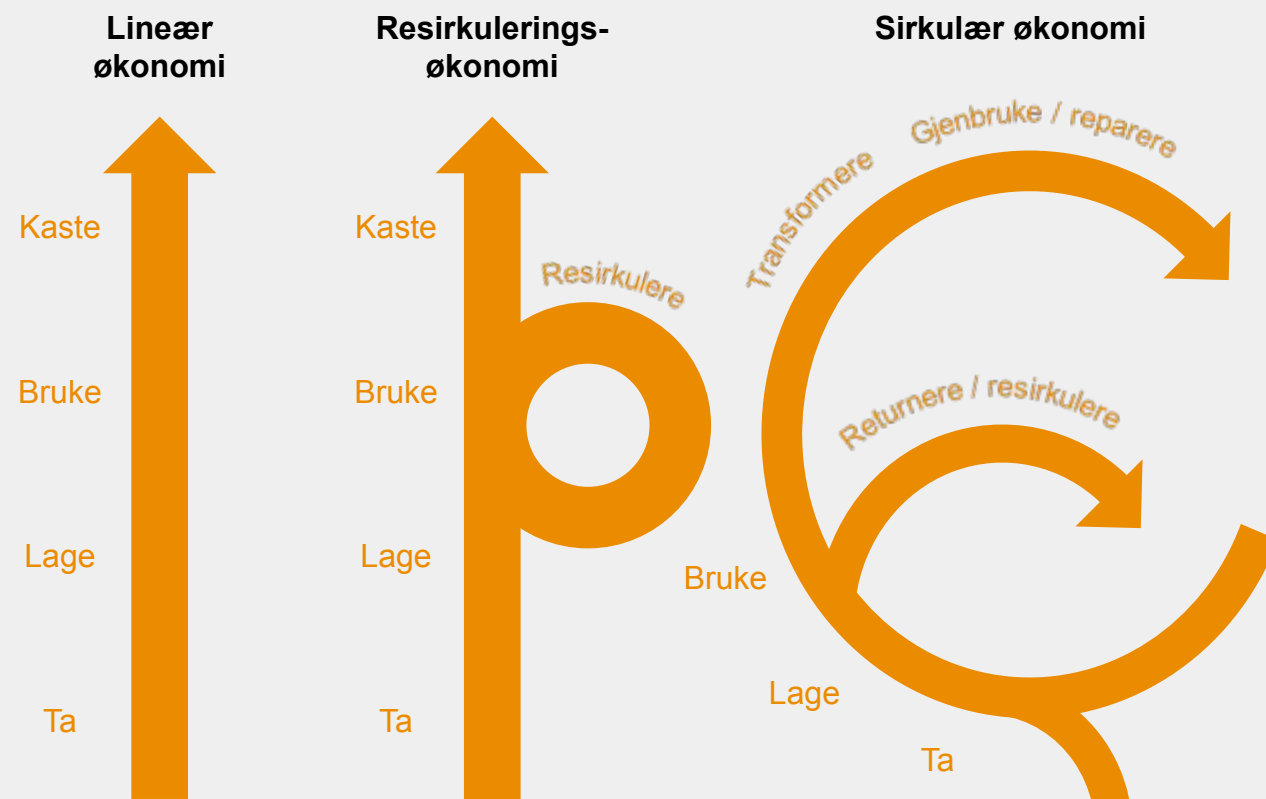 Lineær
økonomi
Kaste
Bruke
Lage
Ta
Resirkulerings-
økonomi
Kaste
Resirkulere
Bruke
Lage
Ta
Sirkulær økonomi
Gjenbruke / reparere
Transformere
Returnere / resirkulere
Bruke
Lage
Ta